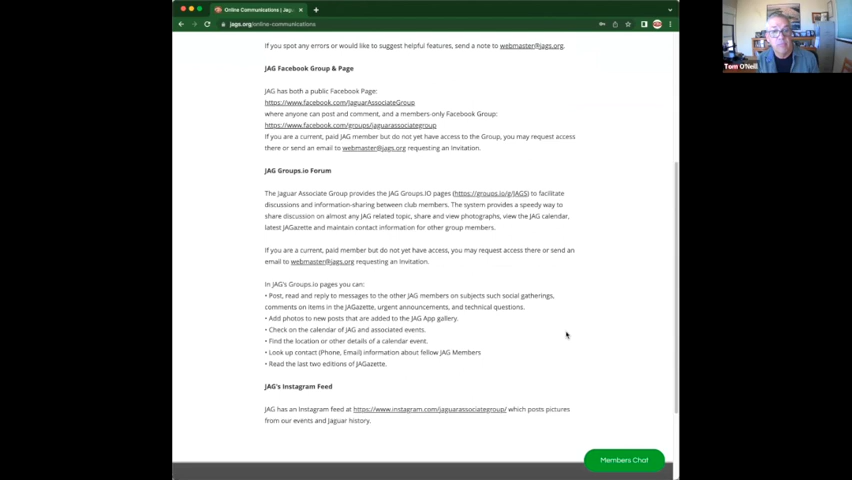 Online Communications | Jag
jags.org/online-communications
Tom O'Neill
If you spot any errors or would like to suggest helpful features, send a note to webmaster@jags.org.
JAG Facebook Group & Page
JAG has both a public Facebook Page:
https://www.facebook.com/JaguarAssociateGroup
where anyone can post and comment, and a members-only Facebook Group:
https://www.facebook.com/groups/jaguarassociategroup
If you are a current, paid JAG member but do not yet have access to the Group, you may request access
there or send an email to webmaster@jags.org requesting an Invitation.
JAG Groups.io Forum
The Jaguar Associate Group provides the JAG Groups.IO pages (https://groups.io/g/JAGS) to facilitate
discussions and information-sharing between club members. The system provides a speedy way to
share discussion on almost any JAG related topic, share and view photographs, view the JAG calendar,
latest JAGazette and maintain contact information for other group members.
If you are a current, paid member but do not yet have access, you may request access there or send an
email to webmaster@jags.org requesting an Invitation.
In JAG's Groups.io pages you can:
• Post, read and reply to messages to the other JAG members on subjects such social gatherings,
comments on items in the JAGazette, urgent announcements, and technical questions.
• Add photos to new posts that are added to the JAG App gallery.
• Check on the calendar of JAG and associated events.
• Find the location or other details of a calendar event.
• Look up contact (Phone, Email) information about fellow JAG Members
• Read the last two editions of JAGazette.
JAG's Instagram Feed
JAG has an Instagram feed at https://www.instagram.com/jaguarassociategroup/ which posts pictures
from our events and Jaguar history.
Members Chat